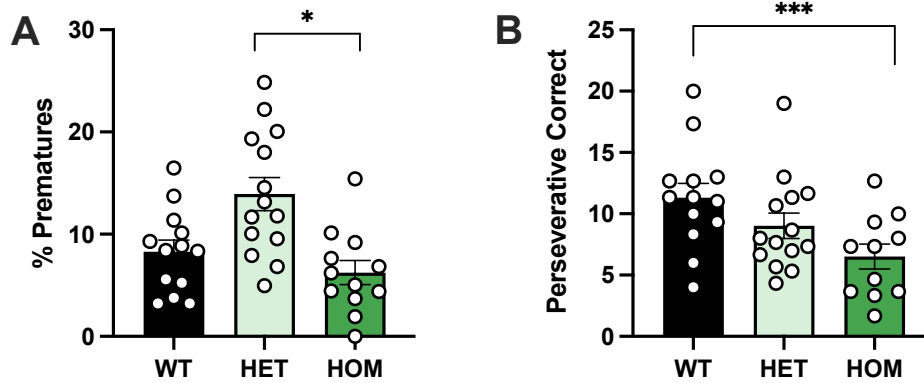 A
% Prematures
30
20
10
0
*
WT HET HOM
B
Perseverative Correct
25
20
15
10
5
0
***
WT HET HOM